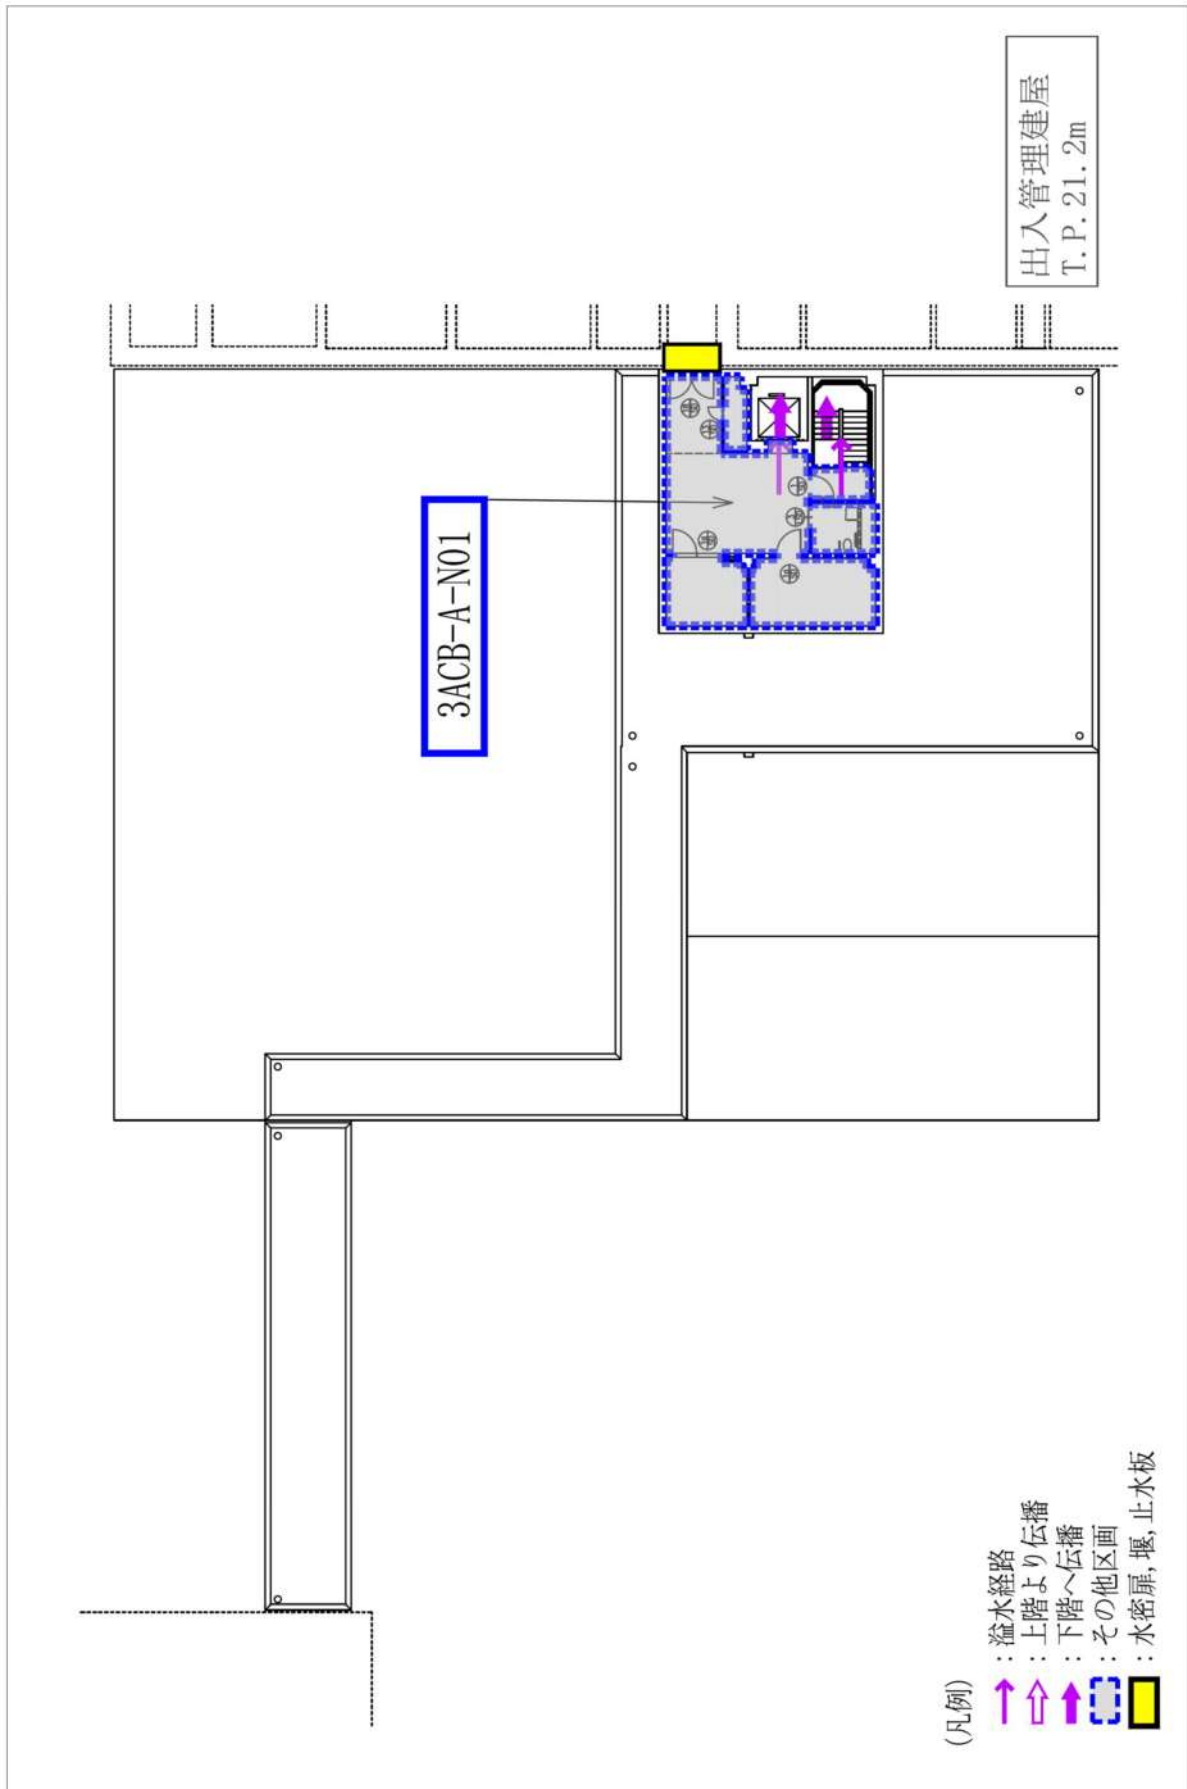 出入管理建屋
T.P.21.2m
3ACB-A-N01
(凡例)
:溢水経路
:上階より伝播
:下階へ伝播
:その他区画
:水密扉,堰,止水板